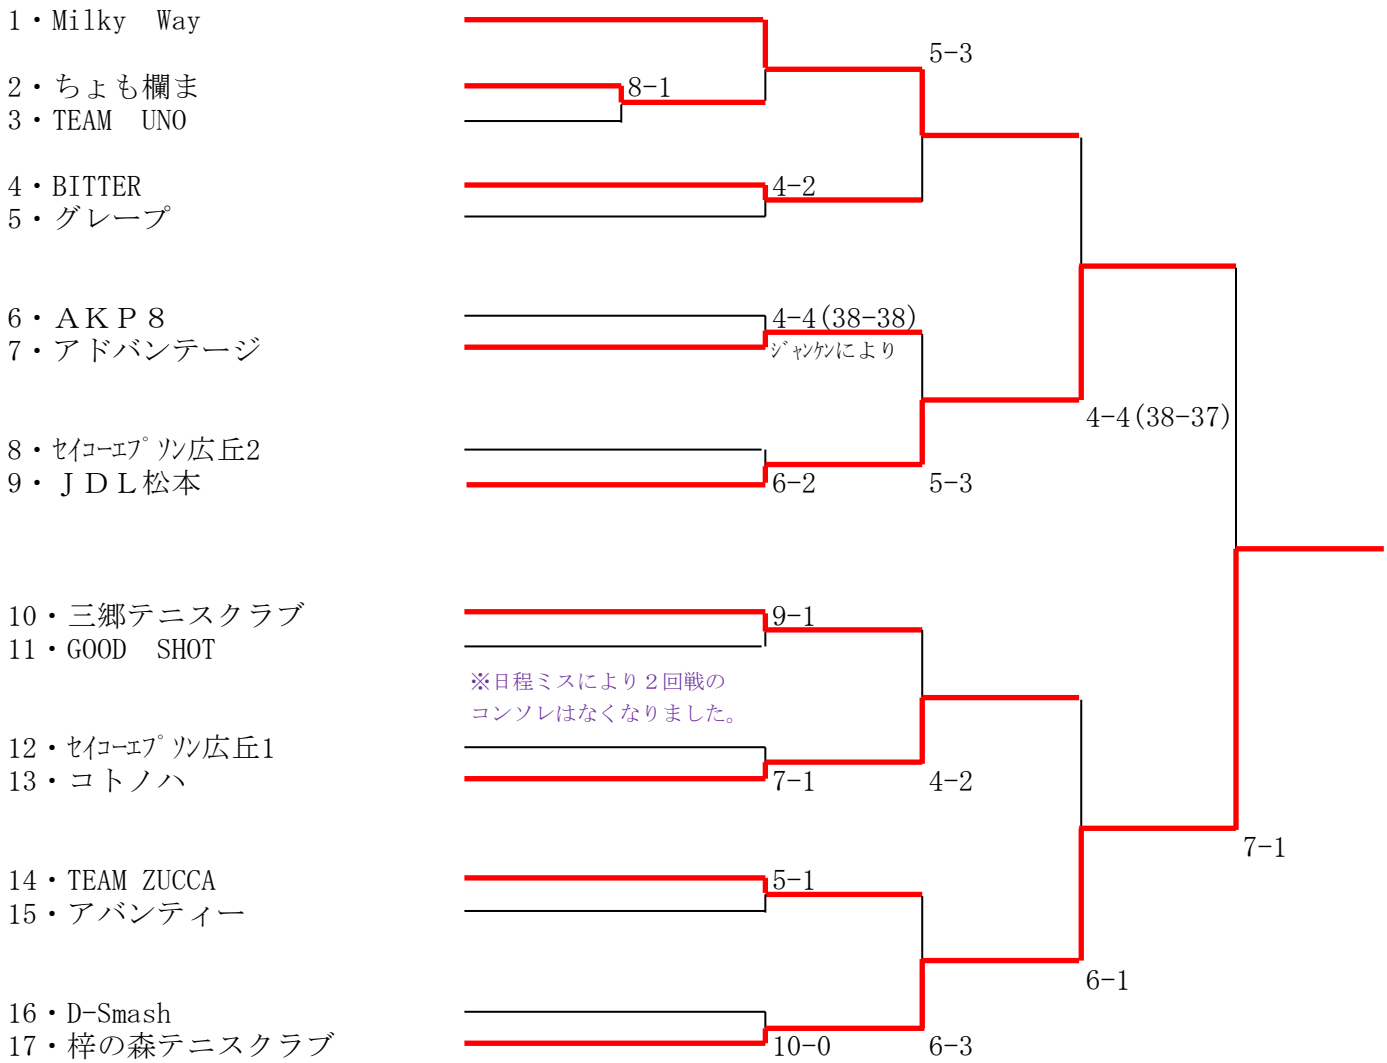 1・Milky　Way
5-3
2・ちょも欄ま
8-1
3・TEAM　UNO
4・BITTER
4-2
5・グレープ
6・ＡＫＰ８
4-4(38-38)
7・アドバンテージ
ｼﾞｬﾝｹﾝにより
4-4(38-37)
8・ｾｲｺｰｴﾌﾟｿﾝ広丘2
9・ＪＤＬ松本
6-2
5-3
10・三郷テニスクラブ
9-1
11・GOOD　SHOT
※日程ミスにより２回戦の
コンソレはなくなりました。
12・ｾｲｺｰｴﾌﾟｿﾝ広丘1
13・コトノハ
7-1
4-2
7-1
14・TEAM ZUCCA
5-1
15・アバンティー
6-1
16・D-Smash
17・梓の森テニスクラブ
10-0
6-3